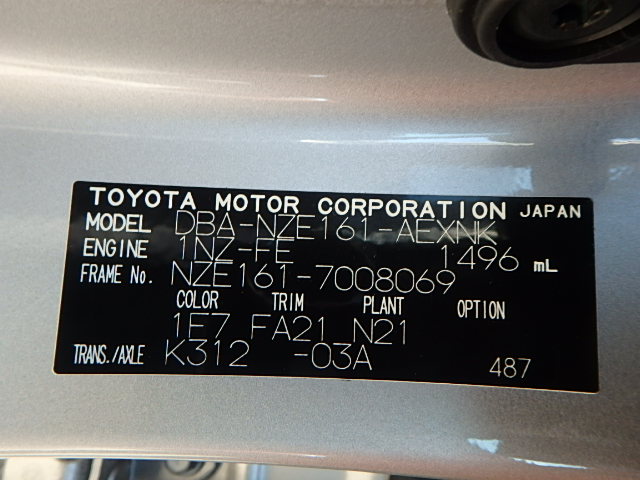 TOYOTA MOTOR CORPORATION JAPAN
MODEL DBA-NZE161-AEXNK
ENGINE 1NZ-FE 1496 mL
FRAME No. NZE161-7008069
COLOR TRIM PLANT OPTION
1E7 FA21 N21
TRANS./AXLE K312 -03A 487